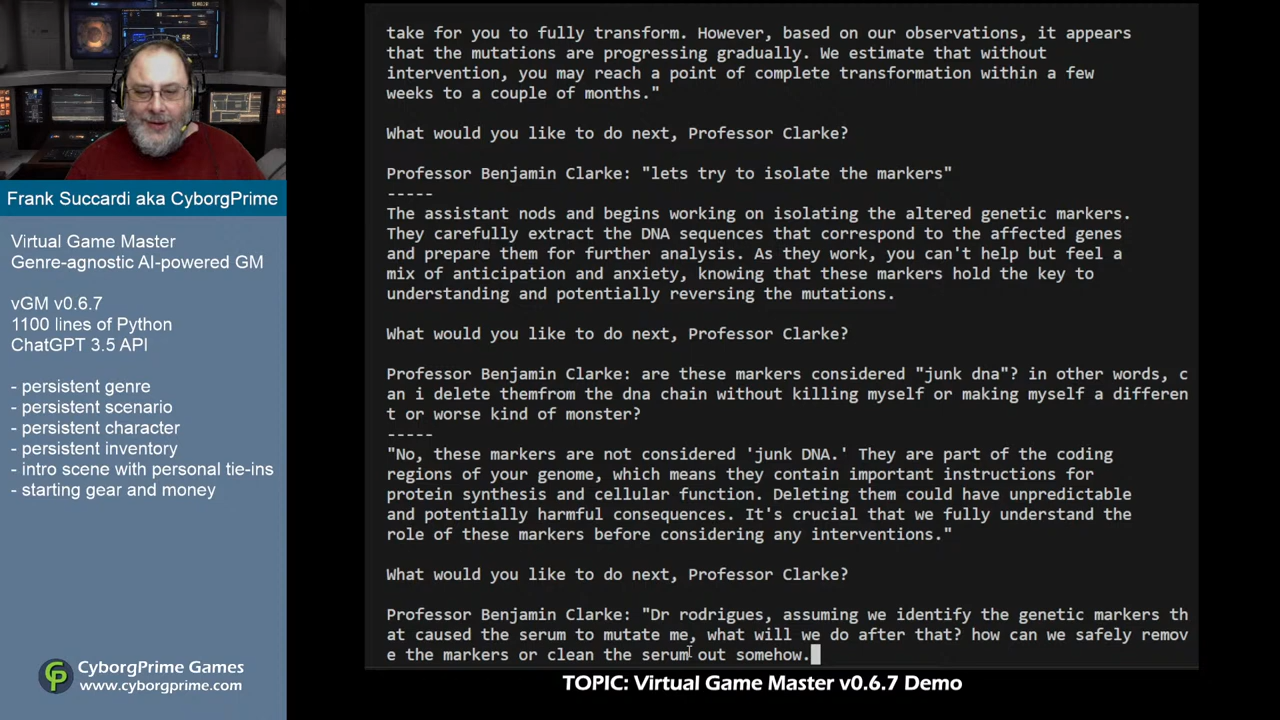 Frank Succardi aka CyborgPrime
Virtual Game Master
Genre-agnostic AI-powered GM
vGM v0.6.7
1100 lines of Python
ChatGPT 3.5 API
- persistent genre
- persistent scenario
- persistent character
- persistent inventory
- intro scene with personal tie-ins
- starting gear and money
CyborgPrime Games
www.cyborgprime.com
take for you to fully transform. However, based on our observations, it appears
that the mutations are progressing gradually. We estimate that without
intervention, you may reach a point of complete transformation within a few
weeks to a couple of months."
What would you like to do next, Professor Clarke?
Professor Benjamin Clarke: "lets try to isolate the markers"
-----
The assistant nods and begins working on isolating the altered genetic markers.
They carefully extract the DNA sequences that correspond to the affected genes
and prepare them for further analysis. As they work, you can't help but feel a
mix of anticipation and anxiety, knowing that these markers hold the key to
understanding and potentially reversing the mutations.
What would you like to do next, Professor Clarke?
Professor Benjamin Clarke: are these markers considered "junk dna"? in other words, c
an i delete themfrom the dna chain without killing myself or making myself a differen
t or worse kind of monster?
-----
"No, these markers are not considered 'junk DNA.' They are part of the coding
regions of your genome, which means they contain important instructions for
protein synthesis and cellular function. Deleting them could have unpredictable
and potentially harmful consequences. It's crucial that we fully understand the
role of these markers before considering any interventions."
What would you like to do next, Professor Clarke?
Professor Benjamin Clarke: "Dr rodrigues, assuming we identify the genetic markers th
at caused the serum to mutate me, what will we do after that? how can we safely remov
e the markers or clean the serum out somehow.
TOPIC: Virtual Game Master v0.6.7 Demo